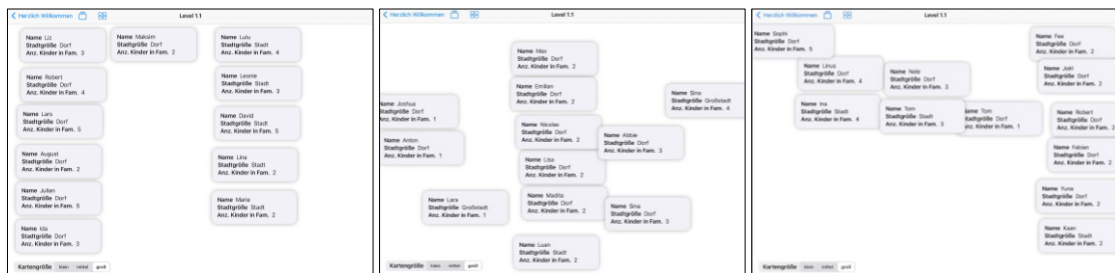 Herzlich Willkommen
Level 1.1
Name Liz
Stadtgröße Dorf
Anz. Kinder in Fam. 3
Name Maksim
Stadtgröße Dorf
Anz. Kinder in Fam. 2
Name Lulu
Stadtgröße Stadt
Anz. Kinder in Fam. 4
Name Robert
Stadtgröße Dorf
Anz. Kinder in Fam. 4
Name Leonie
Stadtgröße Stadt
Anz. Kinder in Fam. 3
Name Lars
Stadtgröße Dorf
Anz. Kinder in Fam. 5
Name David
Stadtgröße Stadt
Anz. Kinder in Fam. 5
Name August
Stadtgröße Dorf
Anz. Kinder in Fam. 2
Name Lina
Stadtgröße Stadt
Anz. Kinder in Fam. 2
Name Julian
Stadtgröße Dorf
Anz. Kinder in Fam. 5
Name Marie
Stadtgröße Stadt
Anz. Kinder in Fam. 2
Name Ida
Stadtgröße Dorf
Anz. Kinder in Fam. 3
Kartengröße klein mittel groß
Herzlich Willkommen
Level 1.1
Name Max
Stadtgröße Dorf
Anz. Kinder in Fam. 2
Name Emilian
Stadtgröße Dorf
Anz. Kinder in Fam. 2
Name Sina
Stadtgröße Großstadt
Anz. Kinder in Fam. 4
Name Joshua
Stadtgröße Dorf
Anz. Kinder in Fam. 1
Name Nicolas
Stadtgröße Dorf
Anz. Kinder in Fam. 2
Name Abbie
Stadtgröße Dorf
Anz. Kinder in Fam. 3
Name Anton
Stadtgröße Dorf
Anz. Kinder in Fam. 1
Name Lisa
Stadtgröße Dorf
Anz. Kinder in Fam. 2
Name Lara
Stadtgröße Großstadt
Anz. Kinder in Fam. 1
Name Madita
Stadtgröße Dorf
Anz. Kinder in Fam. 2
Name Sina
Stadtgröße Dorf
Anz. Kinder in Fam. 3
Name Luan
Stadtgröße Stadt
Anz. Kinder in Fam. 2
Kartengröße klein mittel groß
Herzlich Willkommen
Level 1.1
Name Sophi
Stadtgröße Dorf
Anz. Kinder in Fam. 5
Name Fee
Stadtgröße Dorf
Anz. Kinder in Fam. 2
Name Linus
Stadtgröße Dorf
Anz. Kinder in Fam. 4
Name Nele
Stadtgröße Dorf
Anz. Kinder in Fam. 3
Stadtgröße Dorf
Anz. Kinder in Fam. 2
Name Ina
Stadtgröße Stadt
Anz. Kinder in Fam. 4
Name Tom
Stadtgröße Stadt
Anz. Kinder in Fam. 3
Name Tom
Stadtgröße Dorf
Anz. Kinder in Fam. 1
Name Robert
Stadtgröße Dorf
Anz. Kinder in Fam. 2
Name Fabian
Stadtgröße Dorf
Anz. Kinder in Fam. 2
Name Yuna
Stadtgröße Dorf
Anz. Kinder in Fam. 2
Name Kaan
Stadtgröße Stadt
Anz. Kinder in Fam. 2
Kartengröße klein mittel groß